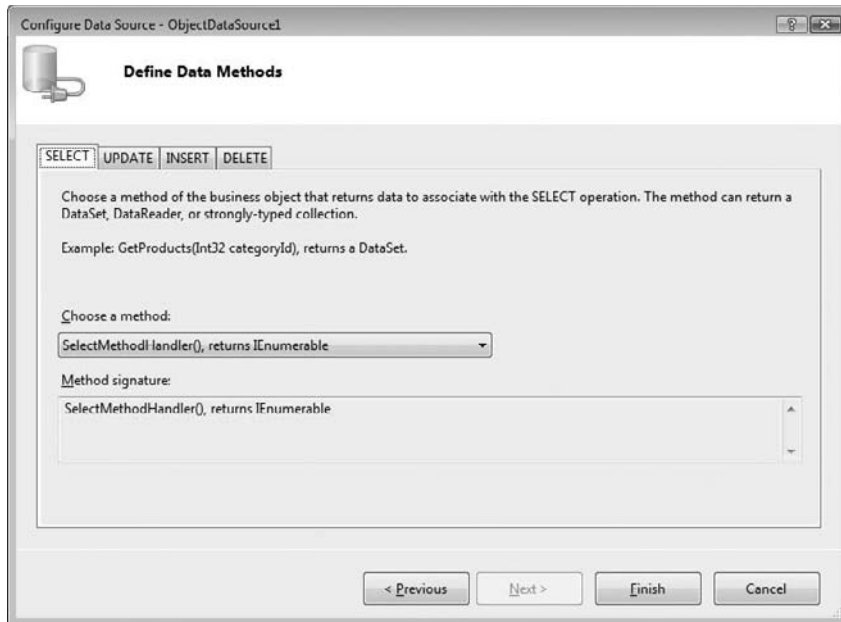 Configure Data Source - ObjectDataSource1
Define Data Methods
SELECT UPDATE INSERT DELETE
Choose a method of the business object that returns data to associate with the SELECT operation. The method can return a
DataSet, DataReader, or strongly-typed collection.
Example: GetProducts(Int32 categoryId), returns a DataSet.
Choose a method:
SelectMethodHandler(), returns IEnumerable
Method signature:
SelectMethodHandler(), returns IEnumerable
< Previous Next > Finish Cancel